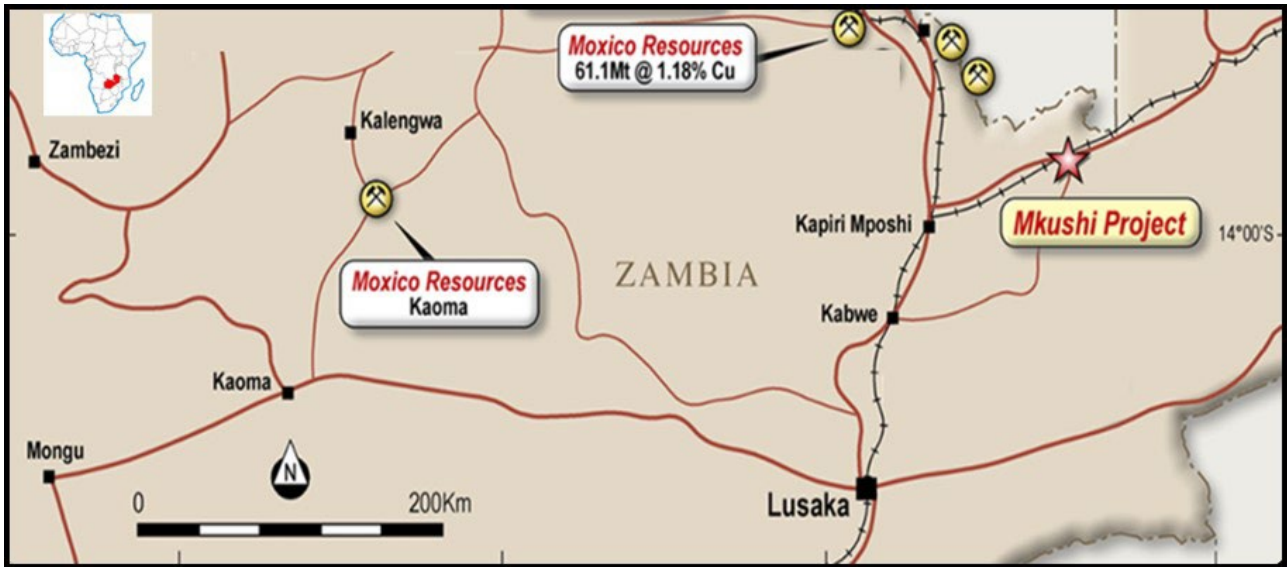 Moxico Resources
61.1Mt @ 1.18% Cu
Kalengwa
Zambezi
Mkushi Project
Kapiri Mposhi
14°00'S
Moxico Resources
Kaoma
ZAMBIA
Kabwe
Kaoma
Mongu
N
0
200Km
Lusaka